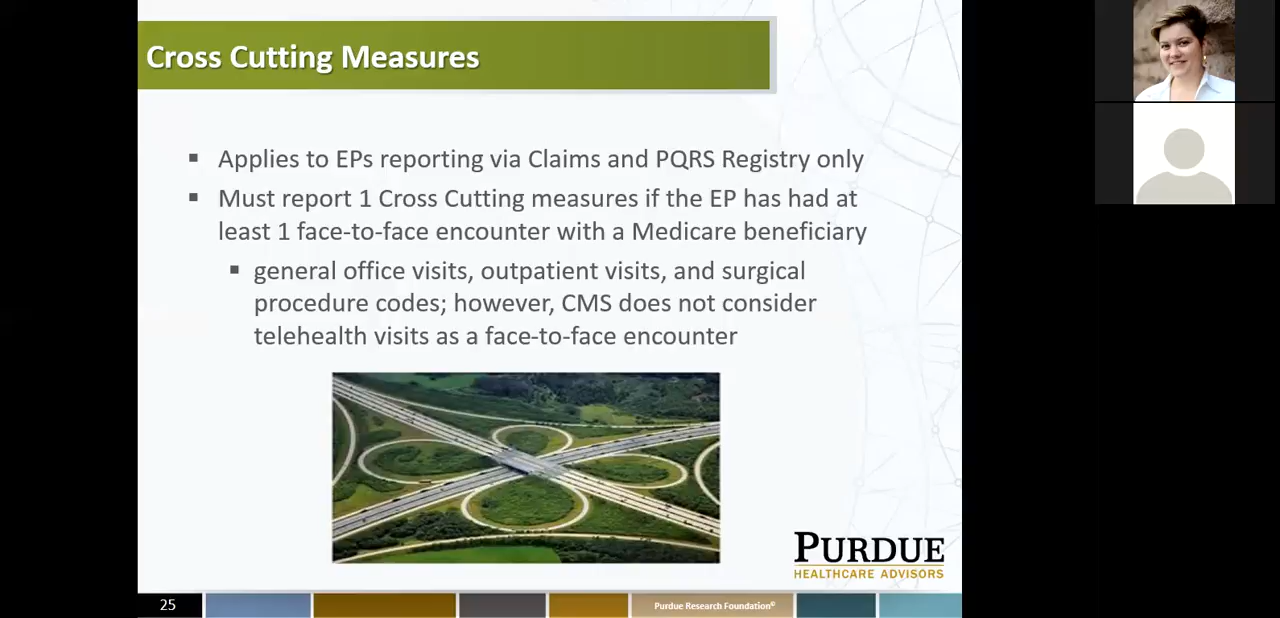 Cross Cutting Measures
▪ Applies to EPs reporting via Claims and PQRS Registry only
▪ Must report 1 Cross Cutting measures if the EP has had at
least 1 face-to-face encounter with a Medicare beneficiary
▪ general office visits, outpatient visits, and surgical
procedure codes; however, CMS does not consider
telehealth visits as a face-to-face encounter
PURDUE
HEALTHCARE ADVISORS
25
Purdue Research Foundation©